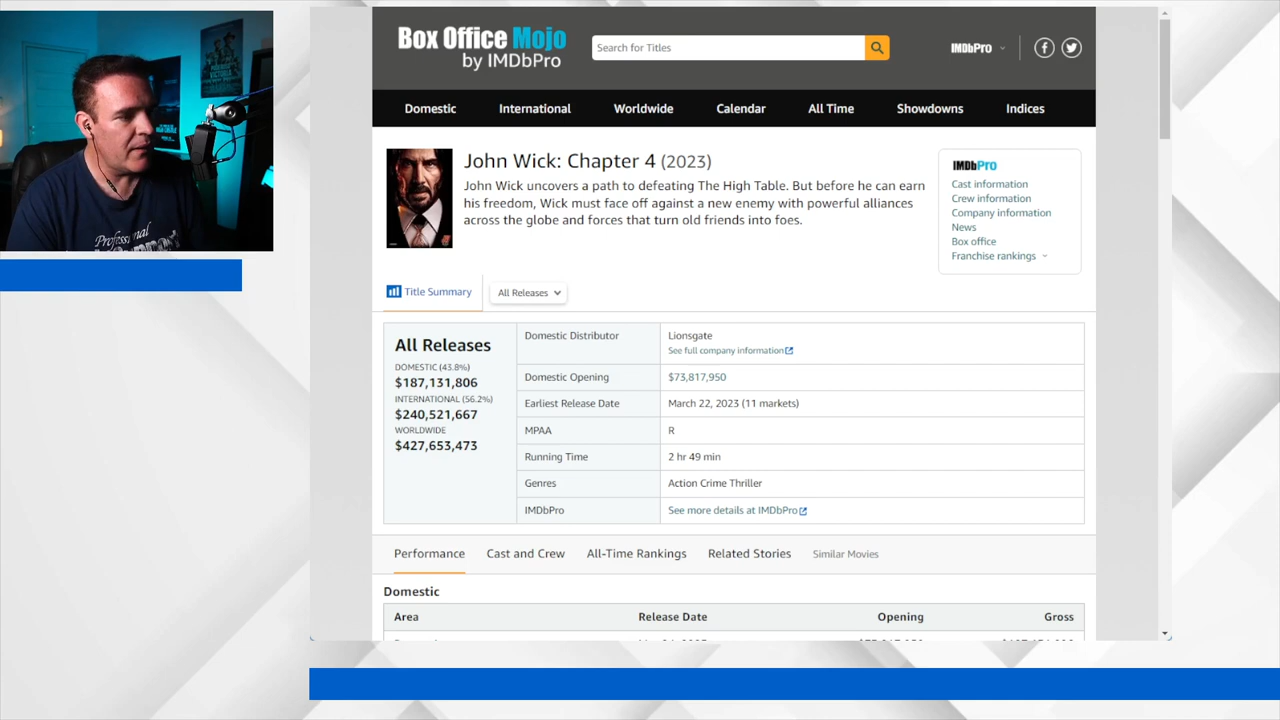 Professional
Box Office Mojo
by IMDbPro
Search for Titles
IMDbPro
Domestic International Worldwide Calendar All Time Showdowns Indices
John Wick: Chapter 4 (2023)
John Wick uncovers a path to defeating The High Table. But before he can earn
his freedom, Wick must face off against a new enemy with powerful alliances
across the globe and forces that turn old friends into foes.
IMDbPro
Cast information
Crew information
Company information
News
Box office
Franchise rankings
Title Summary
All Releases
All Releases
DOMESTIC (43.8%)
$187,131,806
INTERNATIONAL (56.2%)
$240,521,667
WORLDWIDE
$427,653,473
Domestic Distributor Lionsgate
See full company information
Domestic Opening $73,817,950
Earliest Release Date March 22, 2023 (11 markets)
MPAA R
Running Time 2 hr 49 min
Genres Action Crime Thriller
IMDbPro See more details at IMDbPro
Performance Cast and Crew All-Time Rankings Related Stories Similar Movies
Domestic
Area Release Date Opening Gross